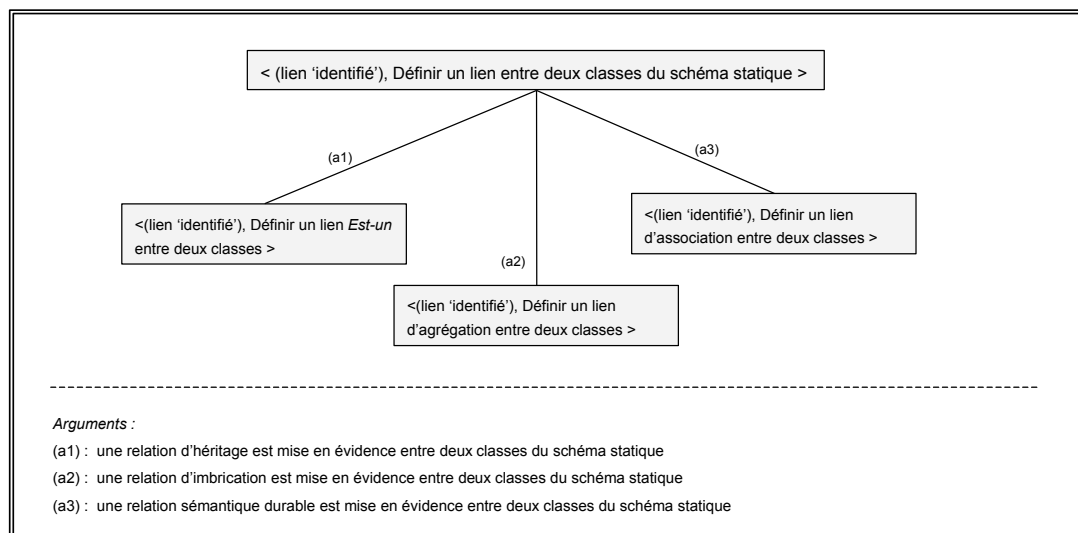 < (lien ‘identifié’), Définir un lien entre deux classes du schéma statique >
(a1)
(a3)
<(lien ‘identifié’), Définir un lien Est-un
entre deux classes >
<(lien ‘identifié’), Définir un lien
d’association entre deux classes >
(a2)
<(lien ‘identifié’), Définir un lien
d’agrégation entre deux classes >
Arguments :
(a1) : une relation d’héritage est mise en évidence entre deux classes du schéma statique
(a2) : une relation d’imbrication est mise en évidence entre deux classes du schéma statique
(a3) : une relation sémantique durable est mise en évidence entre deux classes du schéma statique